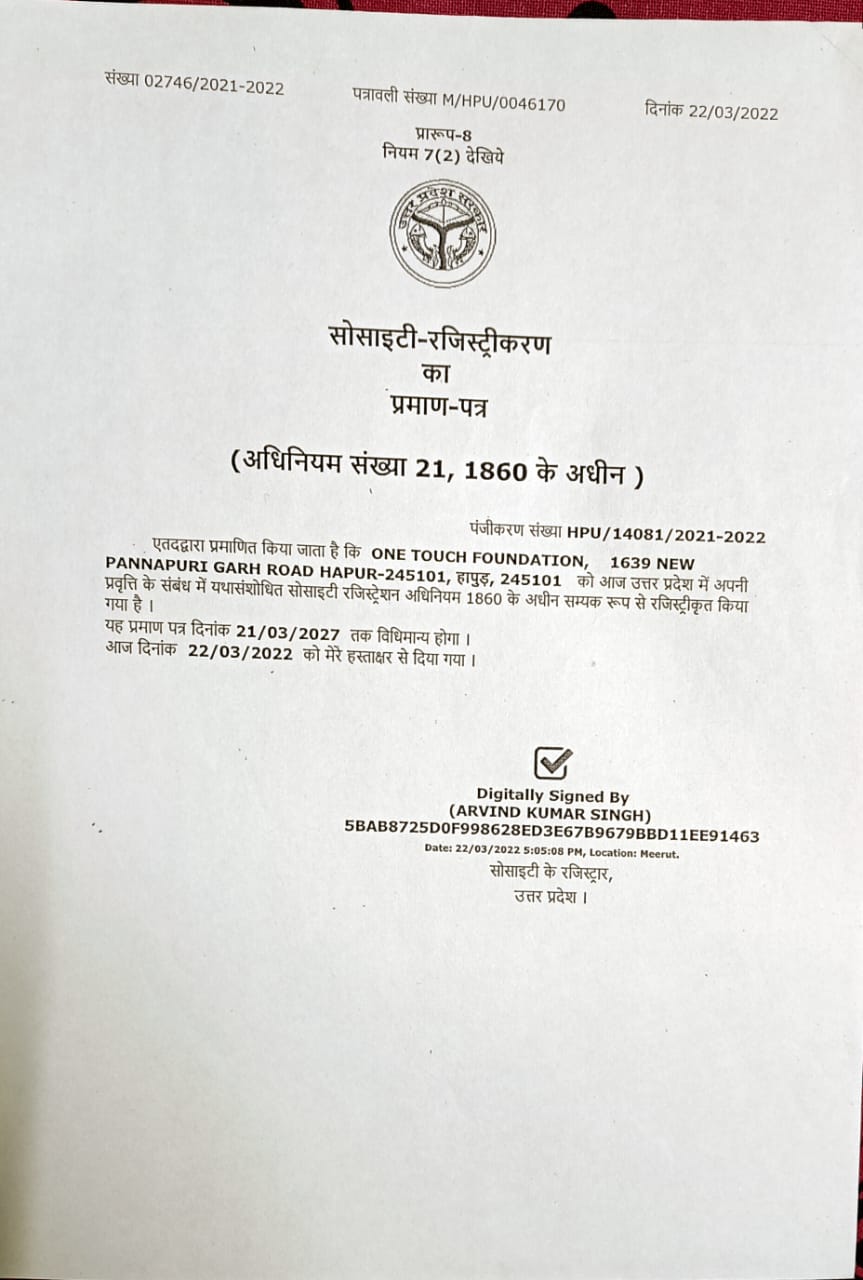 संख्या 02746/2021-2022
पत्रावली संख्या M/HPU/0046170
दिनांक 22/03/2022
प्रारूप-8
नियम 7(2) देखिये
उत्तर प्रदेश सरकार
सोसाइटी-रजिस्ट्रीकरण
का
प्रमाण-पत्र
(अधिनियम संख्या 21, 1860 के अधीन )
पंजीकरण संख्या HPU/14081/2021-2022
एतदद्वारा प्रमाणित किया जाता है कि ONE TOUCH FOUNDATION, 1639 NEW
PANNAPURI GARH ROAD HAPUR-245101, हापुड़, 245101 को आज उत्तर प्रदेश में अपनी
प्रवृत्ति के संबंध में यथासंशोधित सोसाइटी रजिस्ट्रेशन अधिनियम 1860 के अधीन सम्यक रूप से रजिस्ट्रीकृत किया
गया है ।
यह प्रमाण पत्र दिनांक 21/03/2027 तक विधिमान्य होगा ।
आज दिनांक 22/03/2022 को मेरे हस्ताक्षर से दिया गया ।
Digitally Signed By
(ARVIND KUMAR SINGH)
5BAB8725D0F998628ED3E67B9679BBD11EE91463
Date: 22/03/2022 5:05:08 PM, Location: Meerut.
सोसाइटी के रजिस्ट्रार,
उत्तर प्रदेश ।